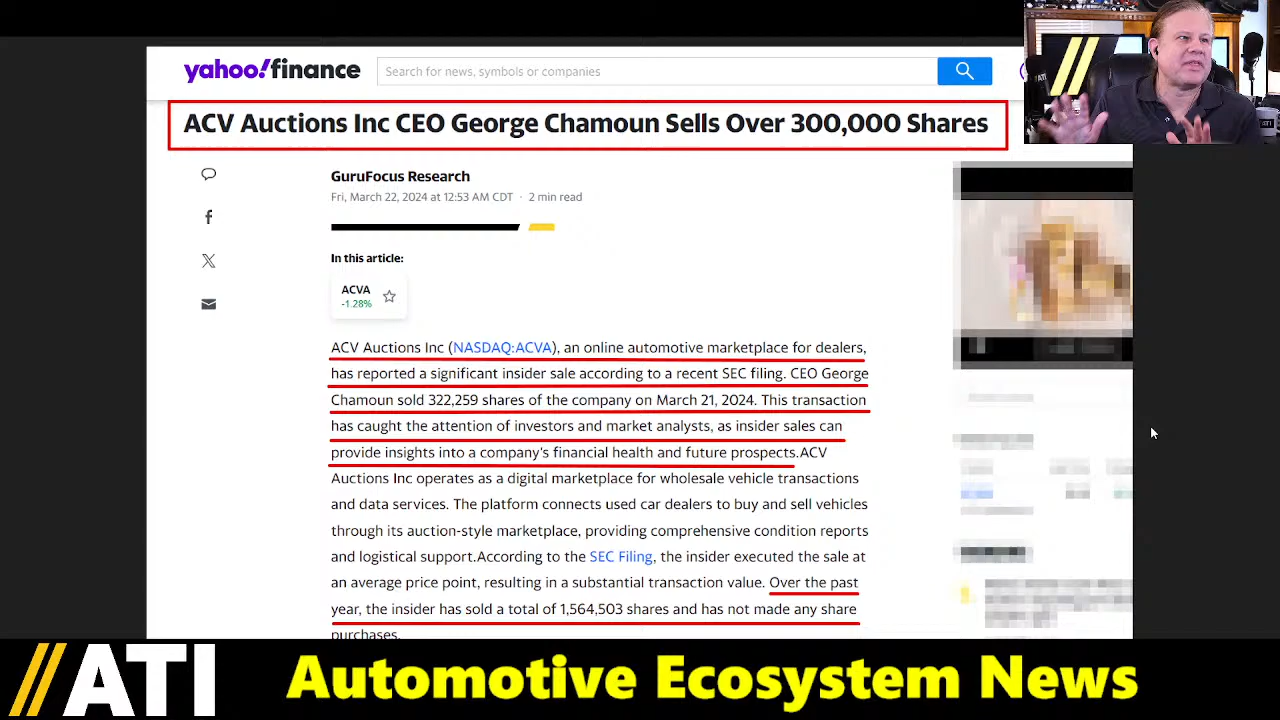 yahoo!finance
Search for news, symbols or companies
ACV Auctions Inc CEO George Chamoun Sells Over 300,000 Shares
GuruFocus Research
Fri, March 22, 2024 at 12:53 AM CDT · 2 min read
In this article:
ACVA
-1.28%
ACV Auctions Inc (NASDAQ:ACVA), an online automotive marketplace for dealers,
has reported a significant insider sale according to a recent SEC filing. CEO George
Chamoun sold 322,259 shares of the company on March 21, 2024. This transaction
has caught the attention of investors and market analysts, as insider sales can
provide insights into a company's financial health and future prospects.ACV
Auctions Inc operates as a digital marketplace for wholesale vehicle transactions
and data services. The platform connects used car dealers to buy and sell vehicles
through its auction-style marketplace, providing comprehensive condition reports
and logistical support.According to the SEC Filing, the insider executed the sale at
an average price point, resulting in a substantial transaction value. Over the past
year, the insider has sold a total of 1,564,503 shares and has not made any share
purchases.
//ATI
Automotive Ecosystem News